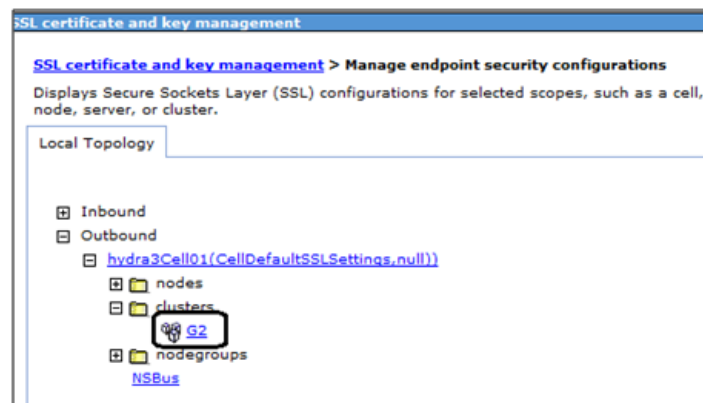 SSL certificate and key management
SSL certificate and key management > Manage endpoint security configurations
Displays Secure Sockets Layer (SSL) configurations for selected scopes, such as a cell,
node, server, or cluster.
Local Topology
Inbound
Outbound
hydra3Cell01(CellDefaultSSLSettings,null))
nodes
clusters
G2
nodegroups
NSBus